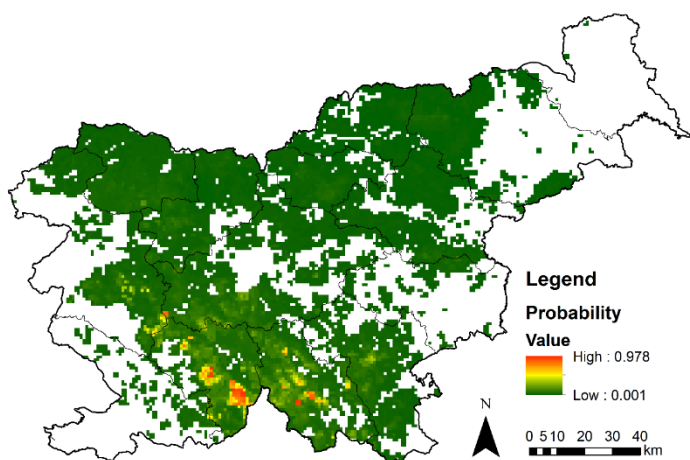 Legend
Probability
Value
High : 0.978
Low : 0.001
N
0 5 10 20 30 40
km